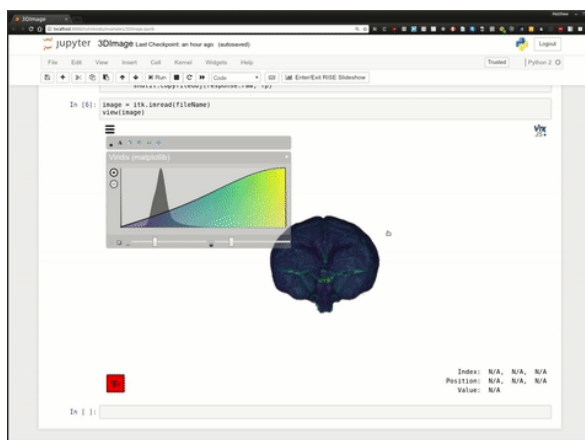 3DImage
jupyter 3DImage Last Checkpoint: an hour ago (autosaved)
Logout
File Edit View Insert Cell Kernel Widgets Help
Trusted
Python 2
Run
Code
Enter/Exit RISE Slideshow
In [6]: image = itk.imread(fileName)
view(image)
Viridis (matplotlib)
VTK
JS
Index: N/A, N/A, N/A
Position: N/A, N/A, N/A
Value: N/A
In [ ]: